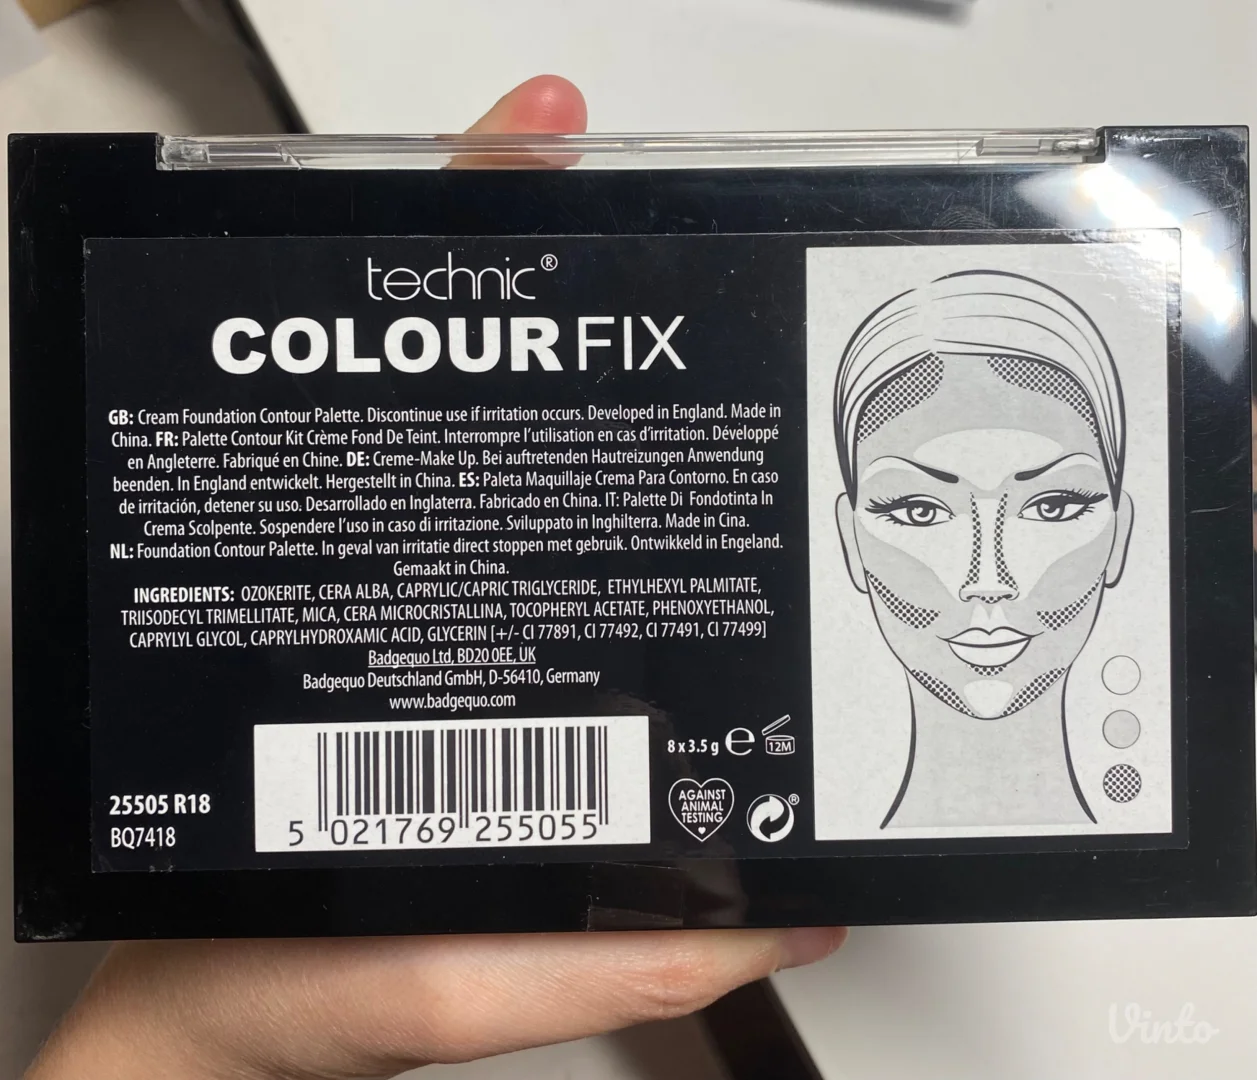 technic®
COLOUR FIX
GB: Cream Foundation Contour Palette. Discontinue use if irritation occurs. Developed in England. Made in
China. FR: Palette Contour Kit Crème Fond De Teint. Interrompre l'utilisation en cas d'irritation. Développé
en Angleterre. Fabriqué en Chine. DE: Creme-Make Up. Bei auftretenden Hautreizungen Anwendung
beenden. In England entwickelt. Hergestellt in China. ES: Paleta Maquillaje Crema Para Contorno. En caso
de irritación, detener su uso. Desarrollado en Inglaterra. Fabricado en China. IT: Palette Di Fondotinta In
Crema Scolpente. Sospendere l'uso in caso di irritazione. Sviluppato in Inghilterra. Made in Cina.
NL: Foundation Contour Palette. In geval van irritatie direct stoppen met gebruik. Ontwikkeld in Engeland.
Gemaakt in China.
INGREDIENTS: OZOKERITE, CERA ALBA, CAPRYLIC/CAPRIC TRIGLYCERIDE, ETHYLHEXYL PALMITATE,
TRIISODECYL TRIMELLITATE, MICA, CERA MICROCRISTALLINA, TOCOPHERYL ACETATE, PHENOXYETHANOL,
CAPRYLYL GLYCOL, CAPRYLHYDROXAMIC ACID, GLYCERIN [+/- CI 77891, CI 77492, CI 77491, CI 77499]
Badgequo Ltd, BD20 0EE, UK
Badgequo Deutschland GmbH, D-56410, Germany
www.badgequo.com
8 x 3.5 g e 12M
25505 R18
BQ7418
5 021769 255055
AGAINST
ANIMAL
TESTING
®
Vinto